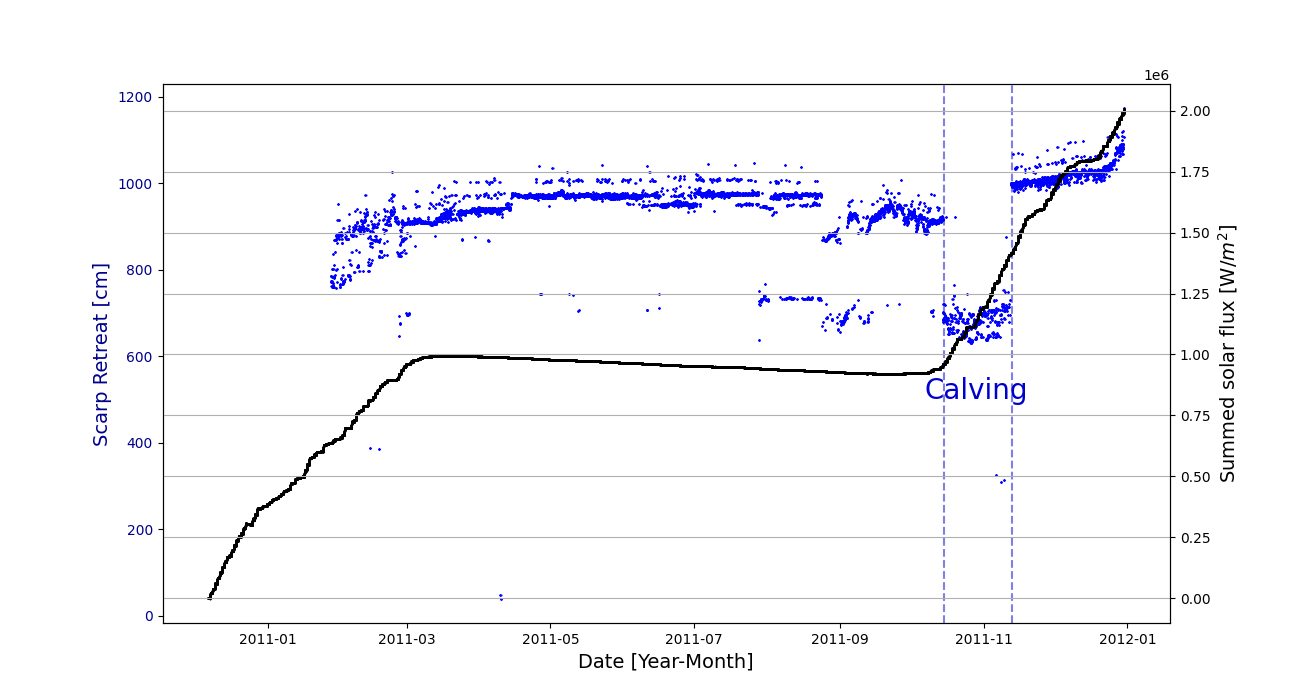 1e6
1200
1000
800
600
400
200
0
Scarp Retreat [cm]
2.00
1.75
1.50
1.25
1.00
0.75
0.50
0.25
0.00
Summed solar flux [W/m²]
Calving
2011-01 2011-03 2011-05 2011-07 2011-09 2011-11 2012-01
Date [Year-Month]